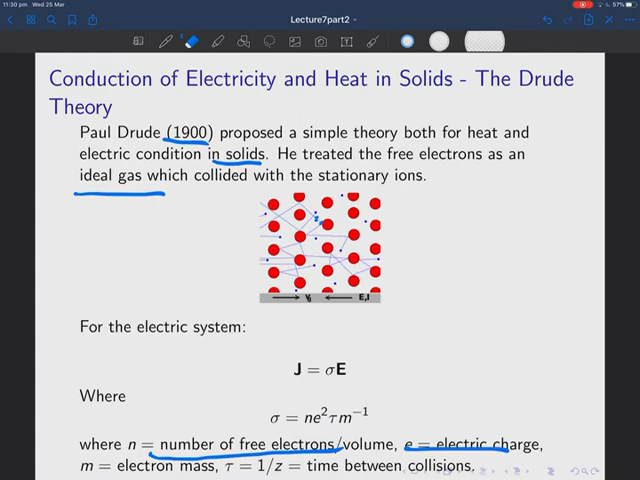 11:30 pm Wed 25 Mar
57%
Lecture7part2
Conduction of Electricity and Heat in Solids - The Drude
Theory
Paul Drude (1900) proposed a simple theory both for heat and
electric condition in solids. He treated the free electrons as an
ideal gas which collided with the stationary ions.
E,I
For the electric system:
J = σE
Where
σ = ne²τm⁻¹
where n = number of free electrons/volume, e = electric charge,
m = electron mass, τ = 1/z = time between collisions.